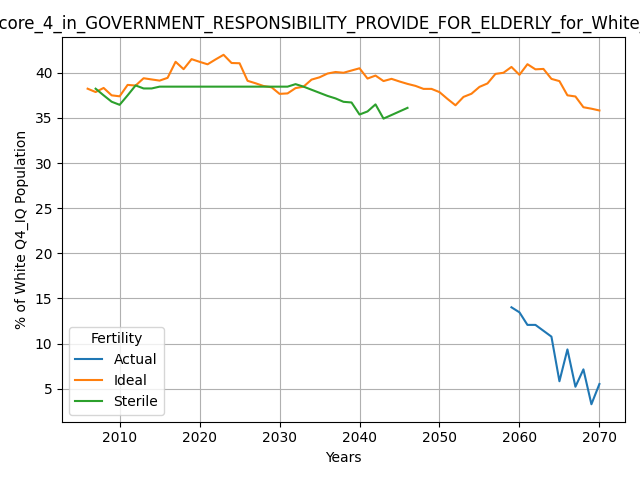 core_4_in_GOVERNMENT_RESPONSIBILITY_PROVIDE_FOR_ELDERLY_for_White_
% of White Q4_IQ Population
40
35
30
25
20
15
10
5
Fertility
Actual
Ideal
Sterile
2010 2020 2030 2040 2050 2060 2070
Years